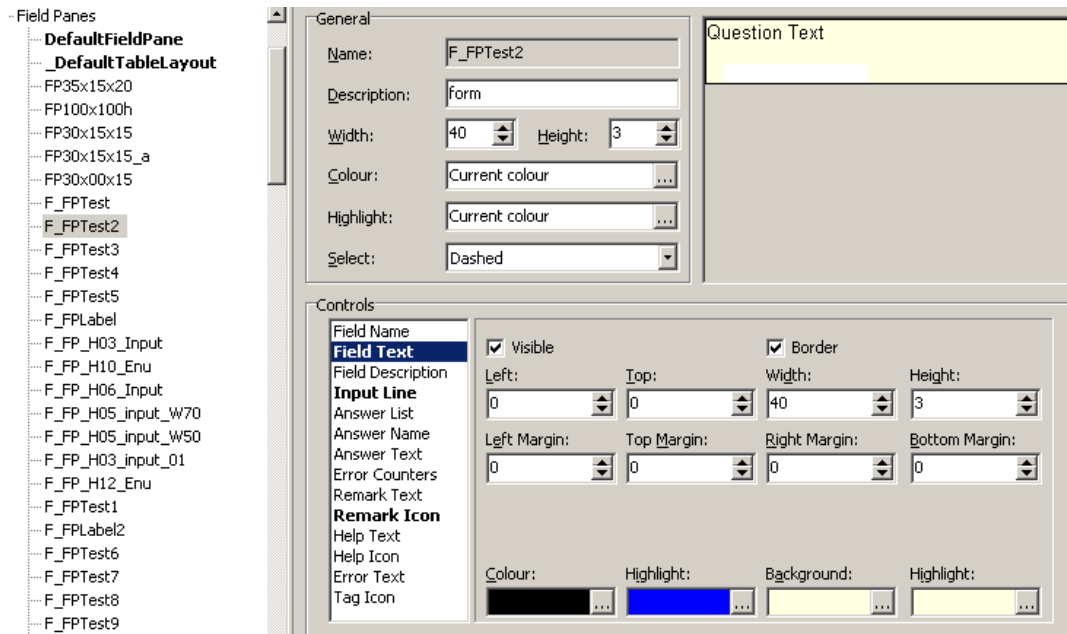 Field Panes
DefaultFieldPane
_DefaultTableLayout
FP35x15x20
FP100x100h
FP30x15x15
FP30x15x15_a
FP30x00x15
F_FPTest
F_FPTest2
F_FPTest3
F_FPTest4
F_FPTest5
F_FPLabel
F_FP_H03_Input
F_FP_H10_Enu
F_FP_H06_Input
F_FP_H05_input_W70
F_FP_H05_input_W50
F_FP_H03_input_01
F_FP_H12_Enu
F_FPTest1
F_FPLabel2
F_FPTest6
F_FPTest7
F_FPTest8
F_FPTest9
General
Name: F_FPTest2
Description: form
Width: 40 Height: 3
Colour: Current colour ...
Highlight: Current colour ...
Select: Dashed
Question Text
Controls
Field Name
Field Text
Field Description
Input Line
Answer List
Answer Name
Answer Text
Error Counters
Remark Text
Remark Icon
Help Text
Help Icon
Error Text
Tag Icon
Visible Border
Left: Top: Width: Height:
0 0 40 3
Left Margin: Top Margin: Right Margin: Bottom Margin:
0 0 0 0
Colour: Highlight: Background: Highlight:
... ... ... ...